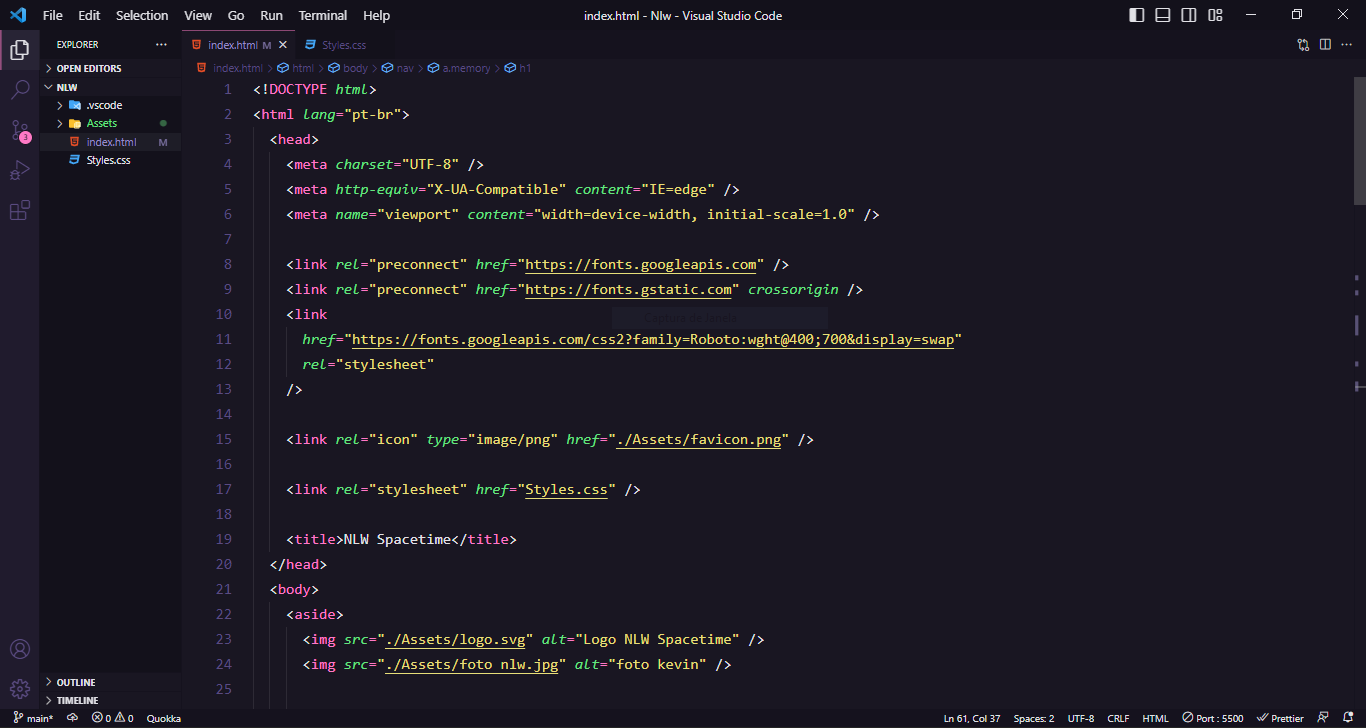 File Edit Selection View Go Run Terminal Help
index.html - Nlw - Visual Studio Code
EXPLORER ...
index.html M
Styles.css
OPEN EDITORS
index.html > html > body > nav > a.memory > h1
NLW
.vscode
Assets
index.html M
Styles.css
3
1 <!DOCTYPE html>
2 <html lang="pt-br">
3 <head>
4 <meta charset="UTF-8" />
5 <meta http-equiv="X-UA-Compatible" content="IE=edge" />
6 <meta name="viewport" content="width=device-width, initial-scale=1.0" />
7
8 <link rel="preconnect" href="https://fonts.googleapis.com" />
9 <link rel="preconnect" href="https://fonts.gstatic.com" crossorigin />
10 <link
11 href="https://fonts.googleapis.com/css2?family=Roboto:wght@400;700&display=swap"
12 rel="stylesheet"
13 />
14
15 <link rel="icon" type="image/png" href="./Assets/favicon.png" />
16
17 <link rel="stylesheet" href="Styles.css" />
18
19 <title>NLW Spacetime</title>
20 </head>
21 <body>
22 <aside>
23 <img src="./Assets/logo.svg" alt="Logo NLW Spacetime" />
24 <img src="./Assets/foto nlw.jpg" alt="foto kevin" />
25
OUTLINE
TIMELINE
main* 0 0 Quokka
Ln 61, Col 37 Spaces: 2 UTF-8 CRLF HTML Port : 5500 Prettier